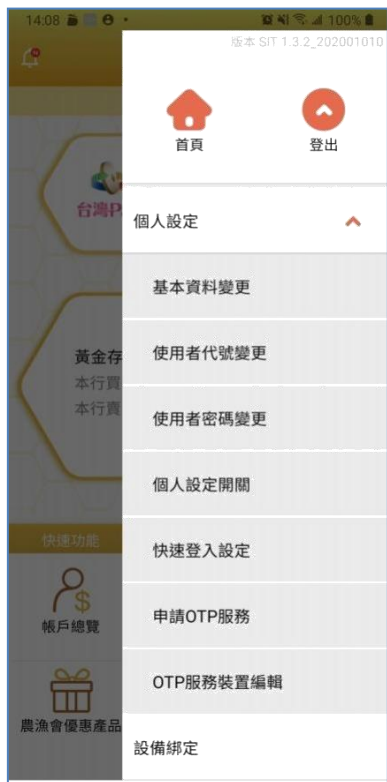 14:08
100%
版本 SIT 1.3.2_202001010
首頁
登出
台灣P
個人設定
基本資料變更
黃金存
使用者代號變更
本行買
本行賣
使用者密碼變更
個人設定開關
快速功能
快速登入設定
帳戶總覽
申請OTP服務
OTP服務裝置編輯
農漁會優惠產品
設備綁定